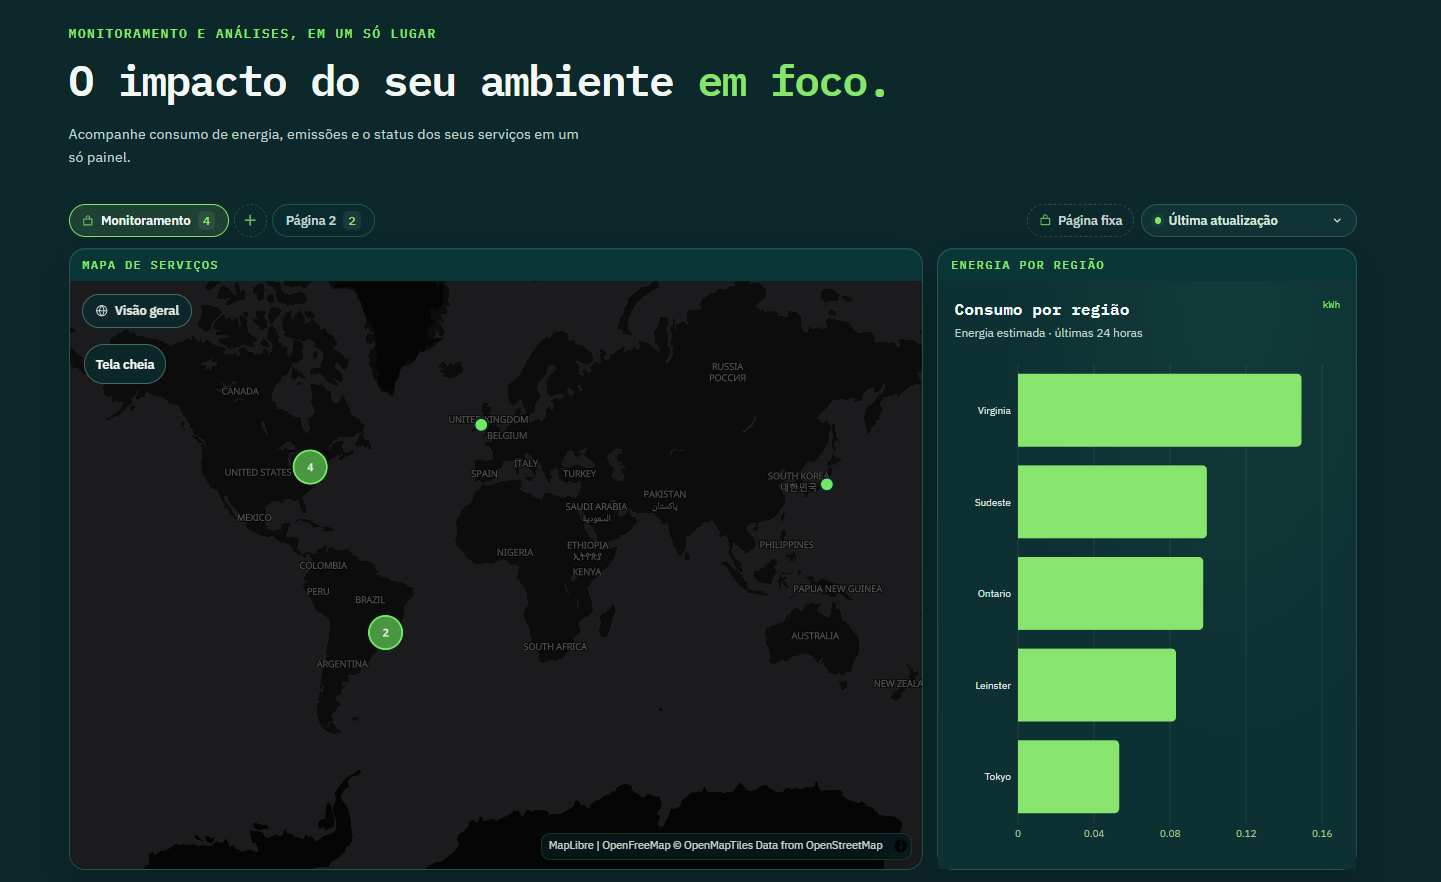 MONITORAMENTO E ANÁLISES, EM UM SÓ LUGAR
O impacto do seu ambiente em foco.
Acompanhe consumo de energia, emissões e o status dos seus serviços em um
só painel.
Monitoramento 4
+
Página 2 2
Página fixa
Última atualização
MAPA DE SERVIÇOS
Visão geral
Tela cheia
RUSSIA
РОССИЯ
CANADA
UNITED KINGDOM
BELGIUM
ITALY
SPAIN
TURKEY
UNITED STATES
4
SOUTH KOREA
대한민국
PAKISTAN
پاکستان
SAUDI ARABIA
السعودية
MEXICO
NIGERIA
ETHIOPIA
ኢትዮጵያ
KENYA
PHILIPPINES
COLOMBIA
PERU
BRAZIL
PAPUA NEW GUINEA
2
AUSTRALIA
SOUTH AFRICA
ARGENTINA
NEW ZEALA
MapLibre | OpenFreeMap © OpenMapTiles Data from OpenStreetMap
ENERGIA POR REGIÃO
Consumo por região
kWh
Energia estimada · últimas 24 horas
Virginia
Sudeste
Ontario
Leinster
Tokyo
0 0.04 0.08 0.12 0.16